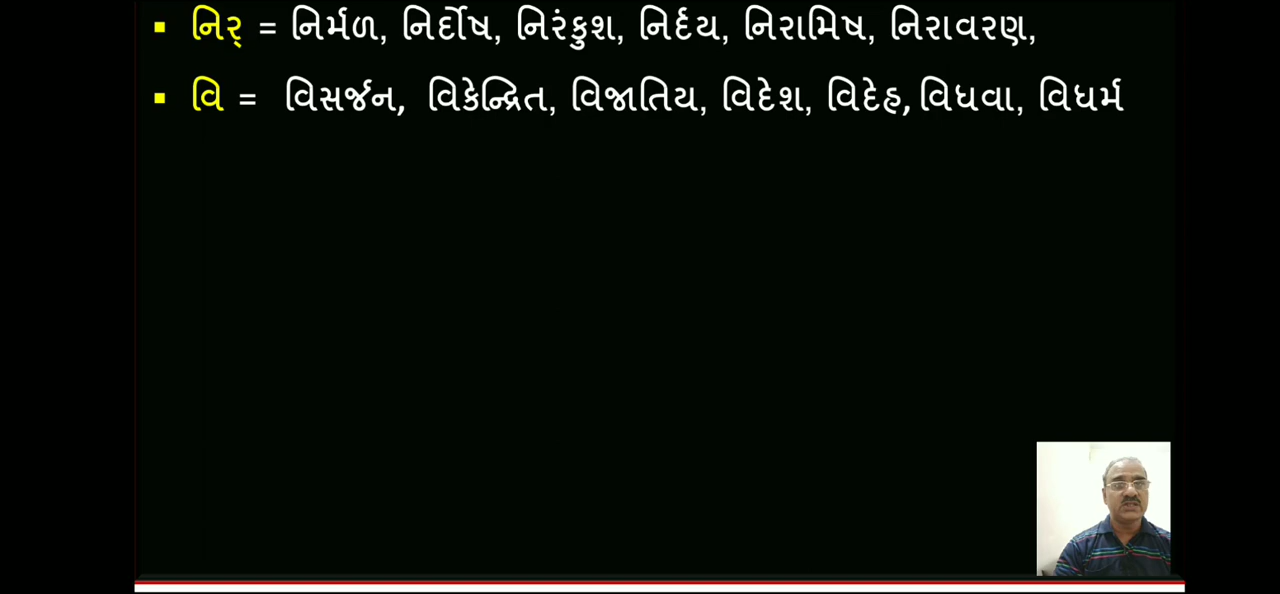 ▪ નિર્ = નિર્મળ, નિર્દોષ, નિરંકુશ, નિર્દય, નિરામિષ, નિરાવરણ,
▪ વિ = વિસર્જન, વિકેન્દ્રિત, વિજાતિય, વિદેશ, વિદેહ, વિધવા, વિધર્મ